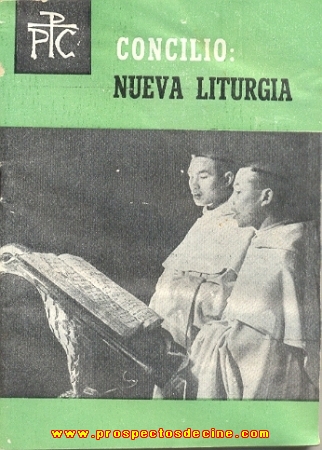 PPC
CONCILIO:
NUEVA LITURGIA
www.prospectosdecine.com